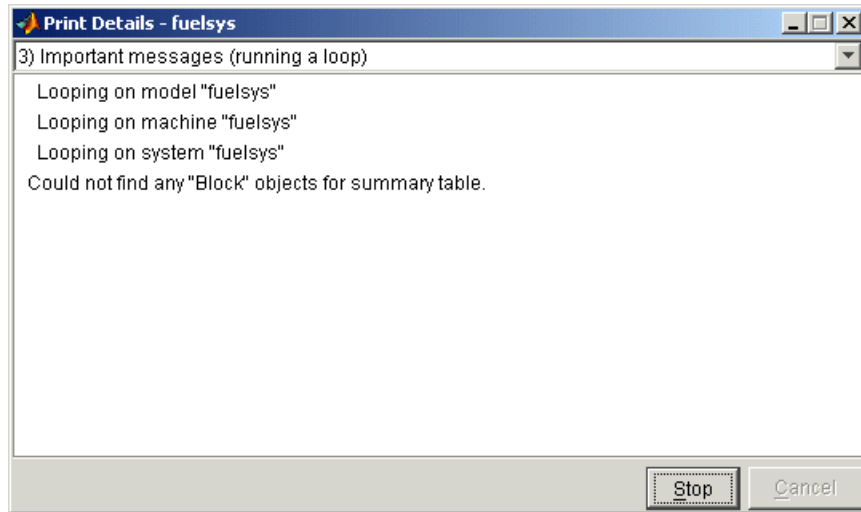 Print Details - fuelsys
3) Important messages (running a loop)
Looping on model "fuelsys"
Looping on machine "fuelsys"
Looping on system "fuelsys"
Could not find any "Block" objects for summary table.
Stop Cancel